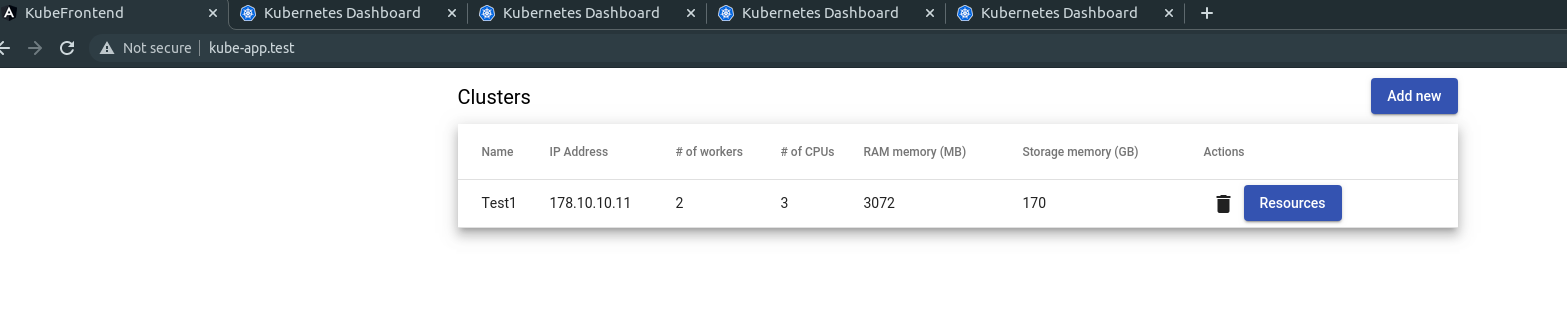 KubeFrontend Kubernetes Dashboard Kubernetes Dashboard Kubernetes Dashboard Kubernetes Dashboard
Not secure kube-app.test
Clusters Add new
Name IP Address # of workers # of CPUs RAM memory (MB) Storage memory (GB) Actions
Test1 178.10.10.11 2 3 3072 170 Resources